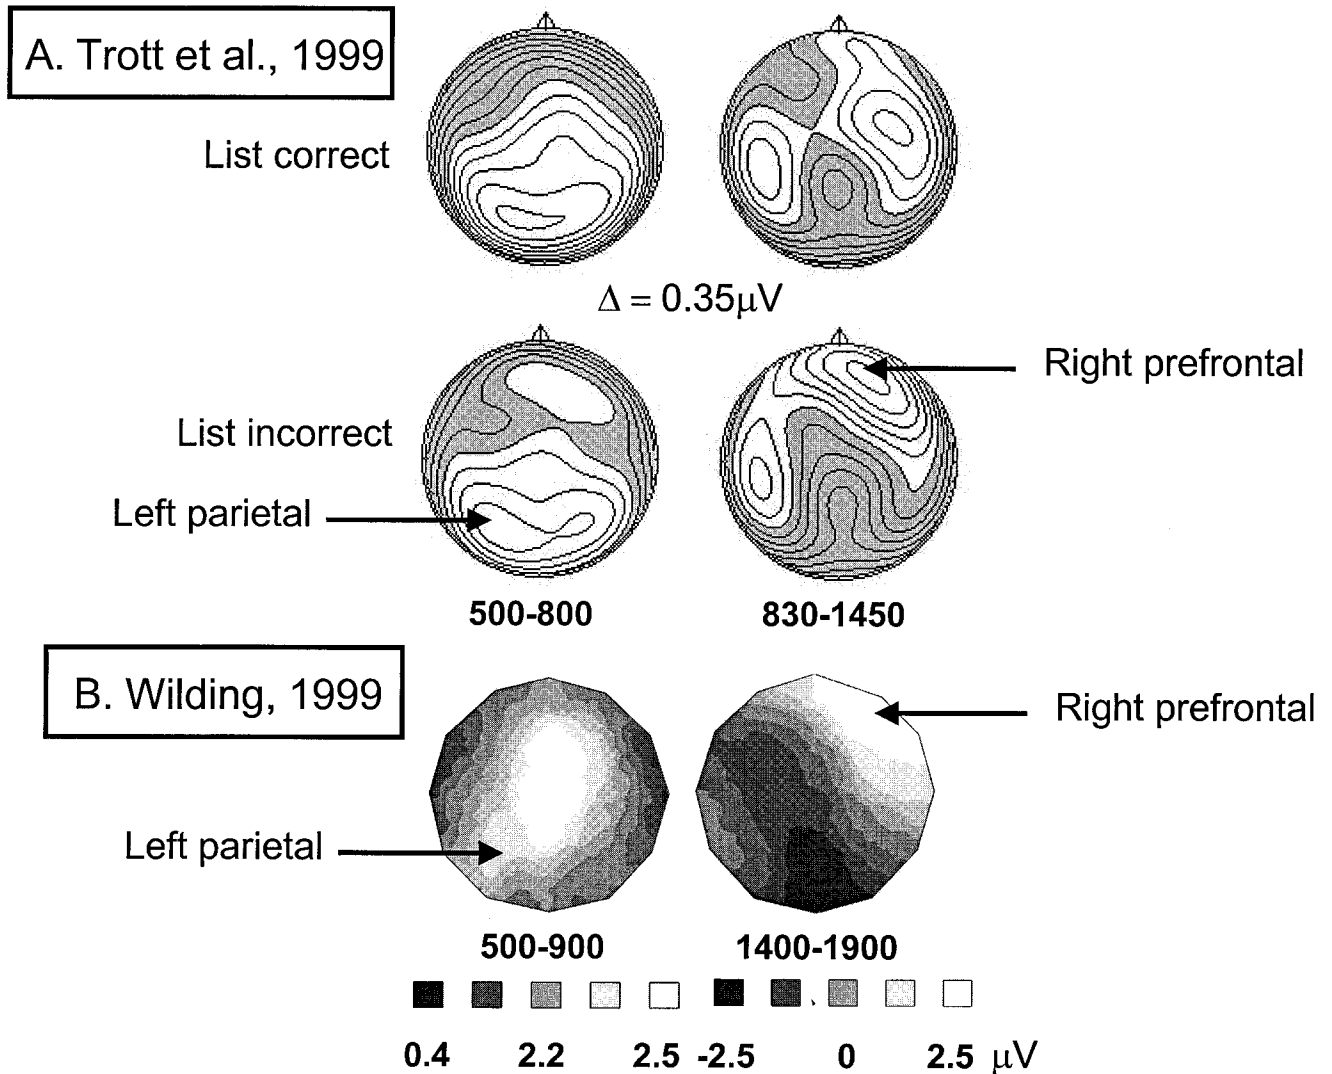 A. Trott et al., 1999
List correct
Δ = 0.35μV
Right prefrontal
List incorrect
Left parietal
500-800 830-1450
B. Wilding, 1999
Right prefrontal
Left parietal
500-900 1400-1900
0.4 2.2 2.5 -2.5 0 2.5 μV